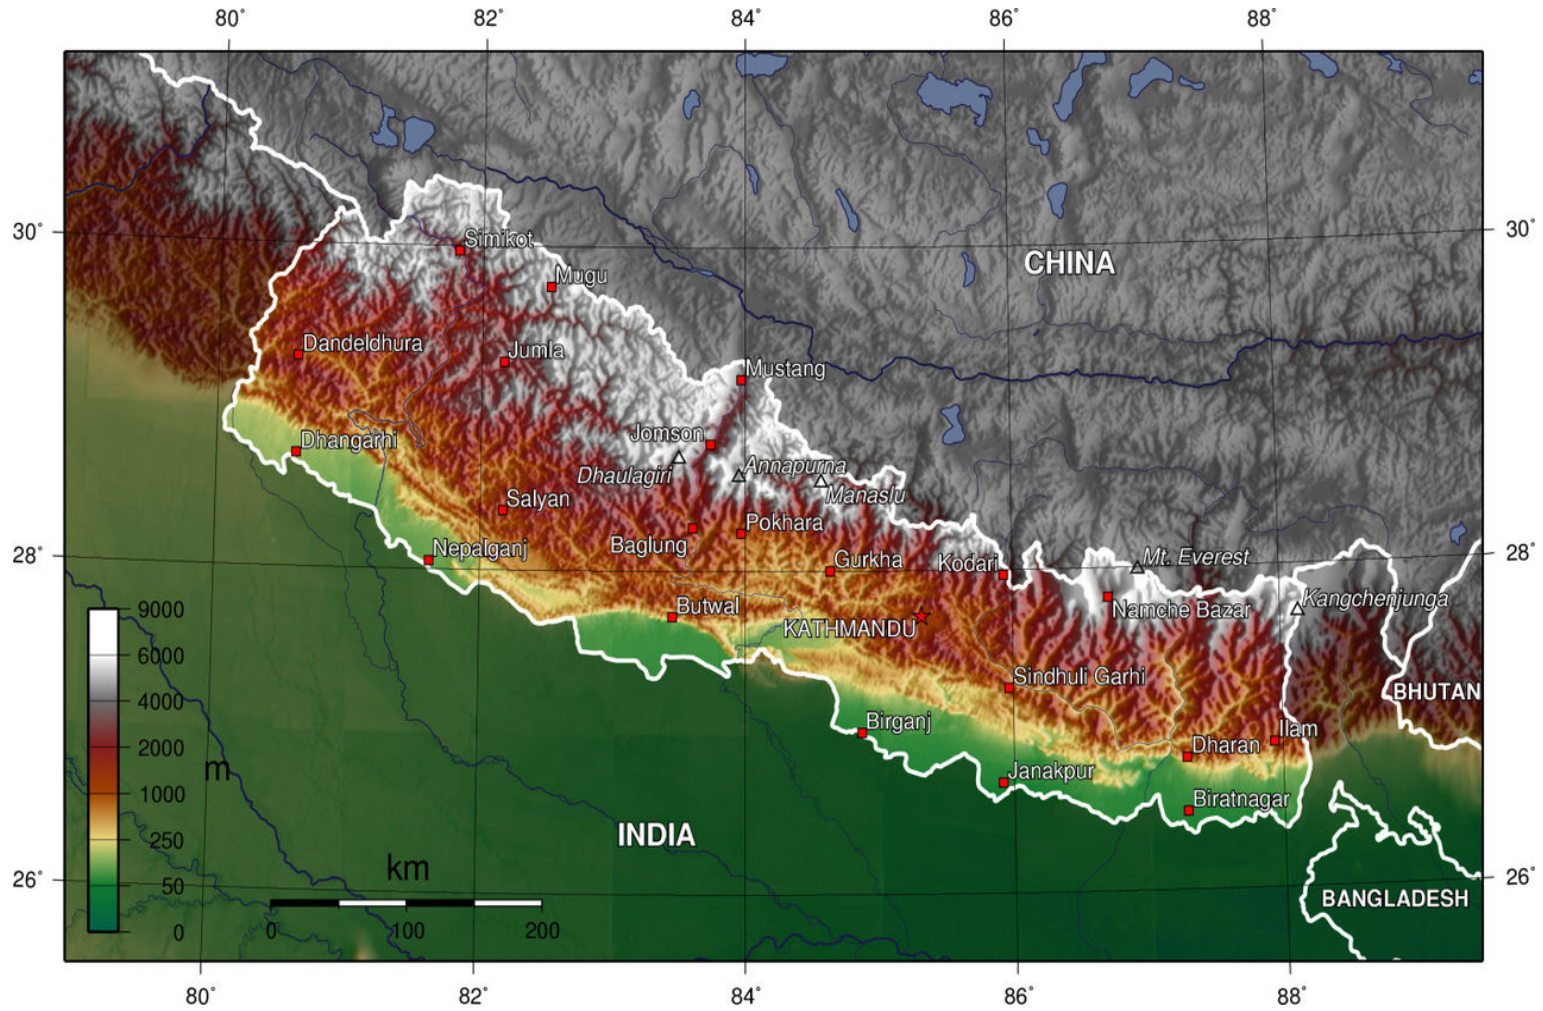 80° 82° 84° 86° 88°
30° 30°
Simikot
CHINA
Mugu
Dandeldhura
Jumla
Mustang
Jomson
Dhangarhi
Annapurna
Dhaulagiri
Manaslu
Salyan
Pokhara
Baglung
Nepalganj
28° 28°
Gurkha
Kodari
Mt. Everest
Kangchenjunga
Butwal
Namche Bazar
KATHMANDU
Sindhuli Garhi
BHUTAN
Birganj
Ilam
Dharan
Janakpur
Biratnagar
INDIA
BANGLADESH
9000
6000
4000
2000
m
1000
250
50
0
km
0 100 200
26° 26°
80° 82° 84° 86° 88°